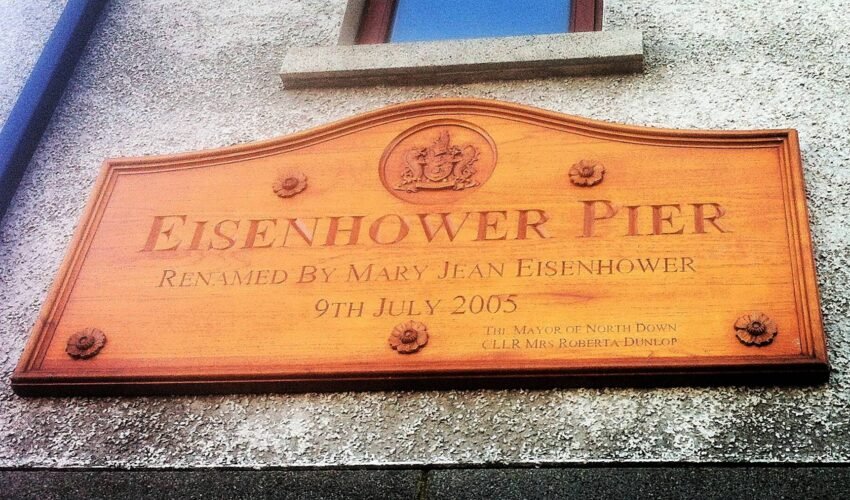 EISENHOWER PIER
RENAMED BY MARY JEAN EISENHOWER
9TH JULY 2005
THE MAYOR OF NORTH DOWN
CLLR MRS ROBERTA DUNLOP